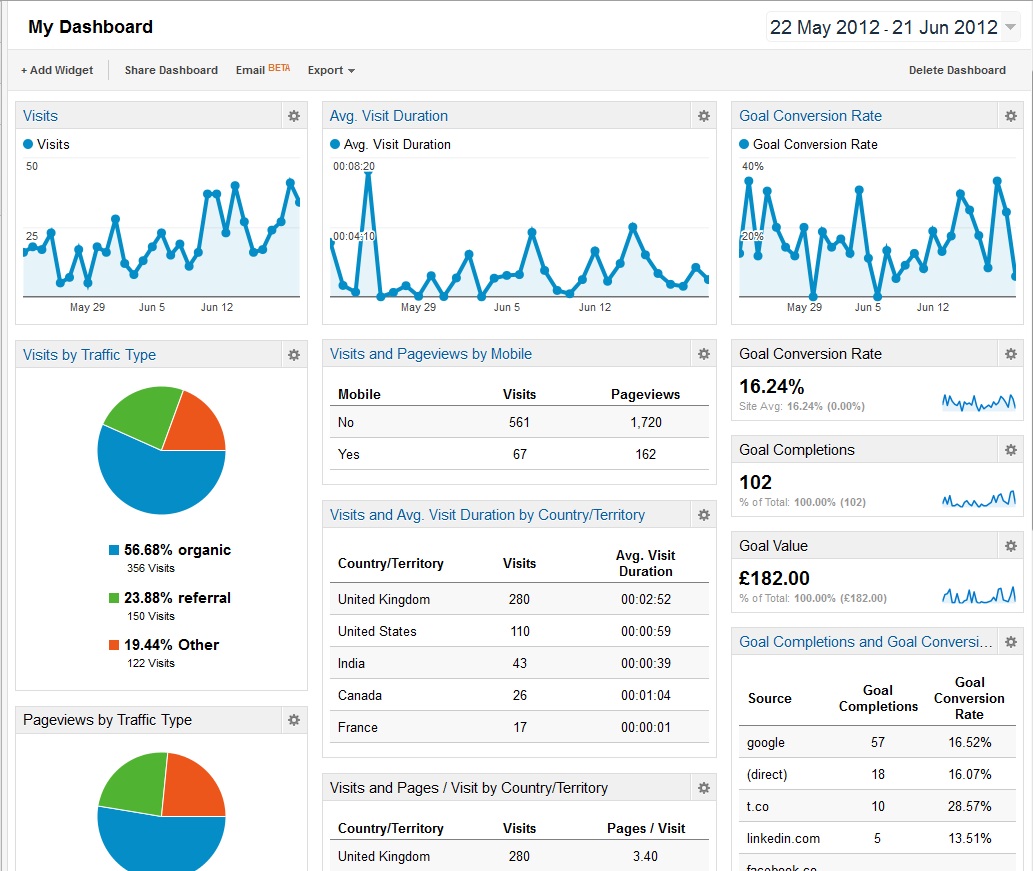 My Dashboard
22 May 2012 - 21 Jun 2012
+ Add Widget Share Dashboard Email BETA Export Delete Dashboard
Visits
Visits
50
25
May 29 Jun 5 Jun 12
Avg. Visit Duration
Avg. Visit Duration
00:08:20
00:04:10
May 29 Jun 5 Jun 12
Goal Conversion Rate
Goal Conversion Rate
40%
20%
May 29 Jun 5 Jun 12
Visits by Traffic Type
56.68% organic
356 Visits
23.88% referral
150 Visits
19.44% Other
122 Visits
Pageviews by Traffic Type
Visits and Pageviews by Mobile
Mobile Visits Pageviews
No 561 1,720
Yes 67 162
Visits and Avg. Visit Duration by Country/Territory
Country/Territory Visits Avg. Visit
Duration
United Kingdom 280 00:02:52
United States 110 00:00:59
India 43 00:00:39
Canada 26 00:01:04
France 17 00:00:01
Visits and Pages / Visit by Country/Territory
Country/Territory Visits Pages / Visit
United Kingdom 280 3.40
Goal Conversion Rate
16.24%
Site Avg: 16.24% (0.00%)
Goal Completions
102
% of Total: 100.00% (102)
Goal Value
£182.00
% of Total: 100.00% (£182.00)
Goal Completions and Goal Conversi...
Source Goal
Completions Goal
Conversion
Rate
google 57 16.52%
(direct) 18 16.07%
t.co 10 28.57%
linkedin.com 5 13.51%